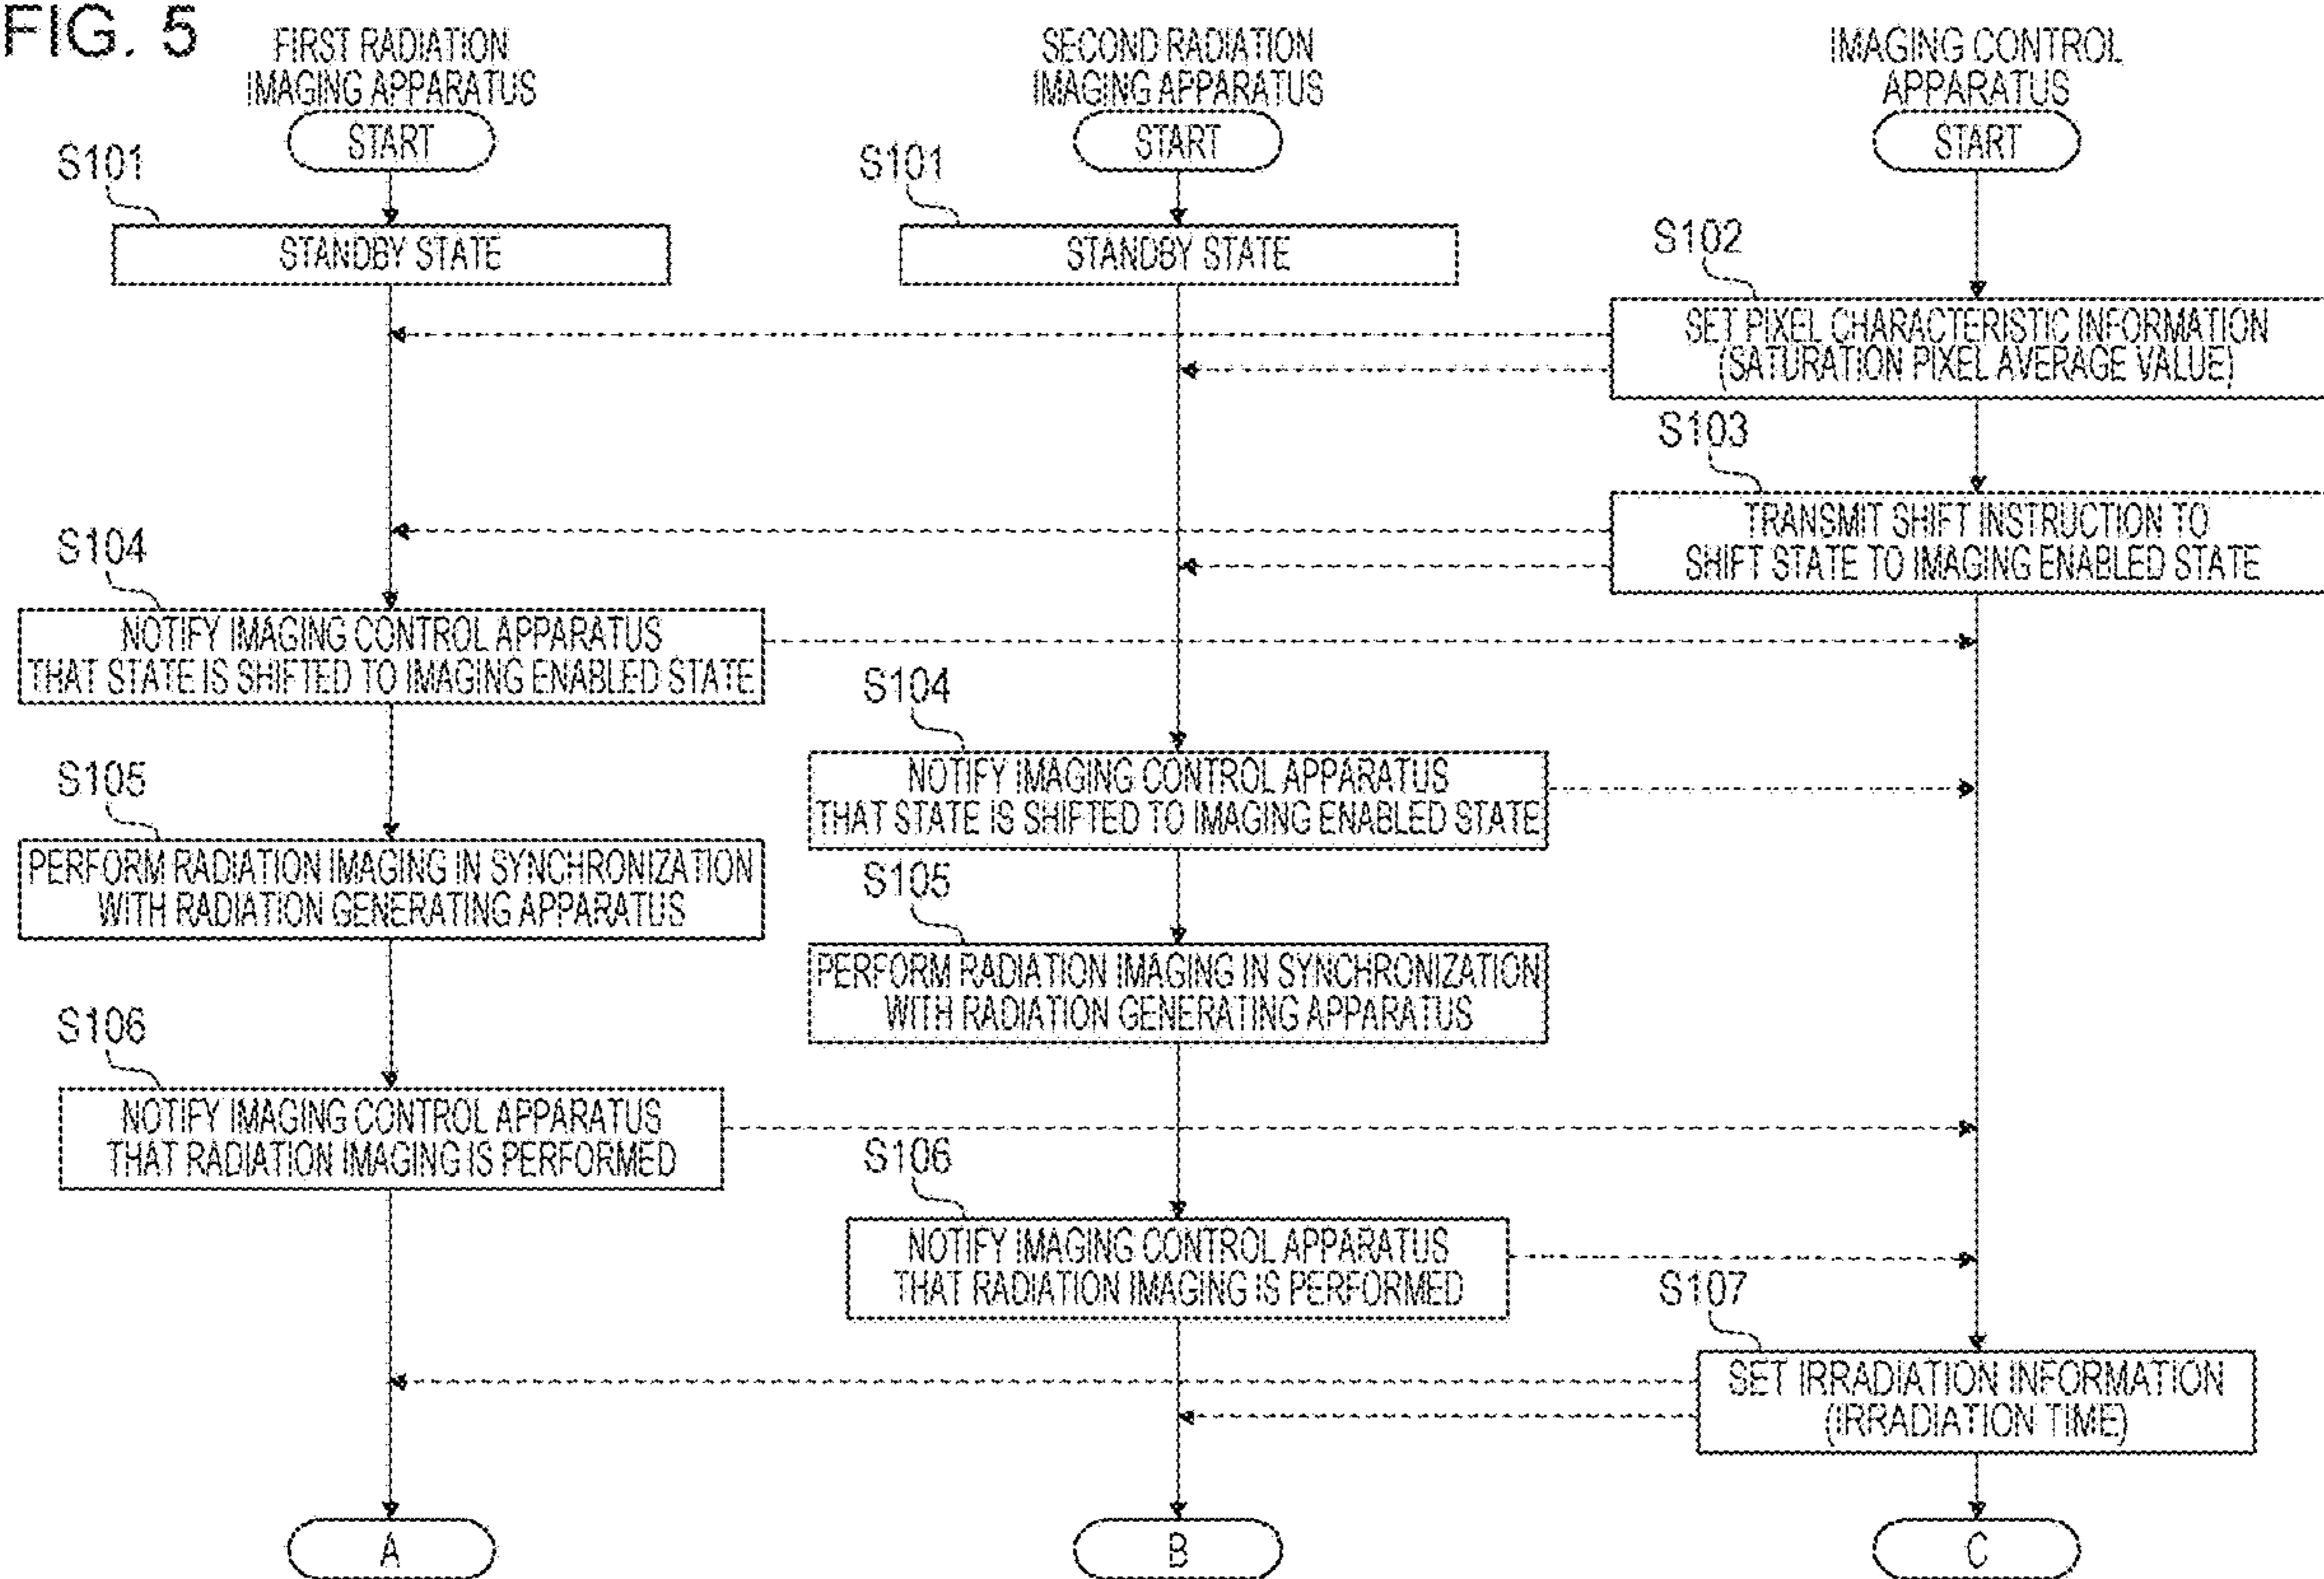 FIG. 5
FIRST RADIATION
IMAGING APPARATUS
START
SECOND RADIATION
IMAGING APPARATUS
START
IMAGING CONTROL
APPARATUS
START
S101
STANDBY STATE
S101
STANDBY STATE
S102
SET PIXEL CHARACTERISTIC INFORMATION
(SATURATION PIXEL AVERAGE VALUE)
S103
TRANSMIT SHIFT INSTRUCTION TO
SHIFT STATE TO IMAGING ENABLED STATE
S104
NOTIFY IMAGING CONTROL APPARATUS
THAT STATE IS SHIFTED TO IMAGING ENABLED STATE
S104
NOTIFY IMAGING CONTROL APPARATUS
THAT STATE IS SHIFTED TO IMAGING ENABLED STATE
S105
PERFORM RADIATION IMAGING IN SYNCHRONIZATION
WITH RADIATION GENERATING APPARATUS
S105
PERFORM RADIATION IMAGING IN SYNCHRONIZATION
WITH RADIATION GENERATING APPARATUS
S106
NOTIFY IMAGING CONTROL APPARATUS
THAT RADIATION IMAGING IS PERFORMED
S106
NOTIFY IMAGING CONTROL APPARATUS
THAT RADIATION IMAGING IS PERFORMED
S107
SET IRRADIATION INFORMATION
(IRRADIATION TIME)
A
B
C